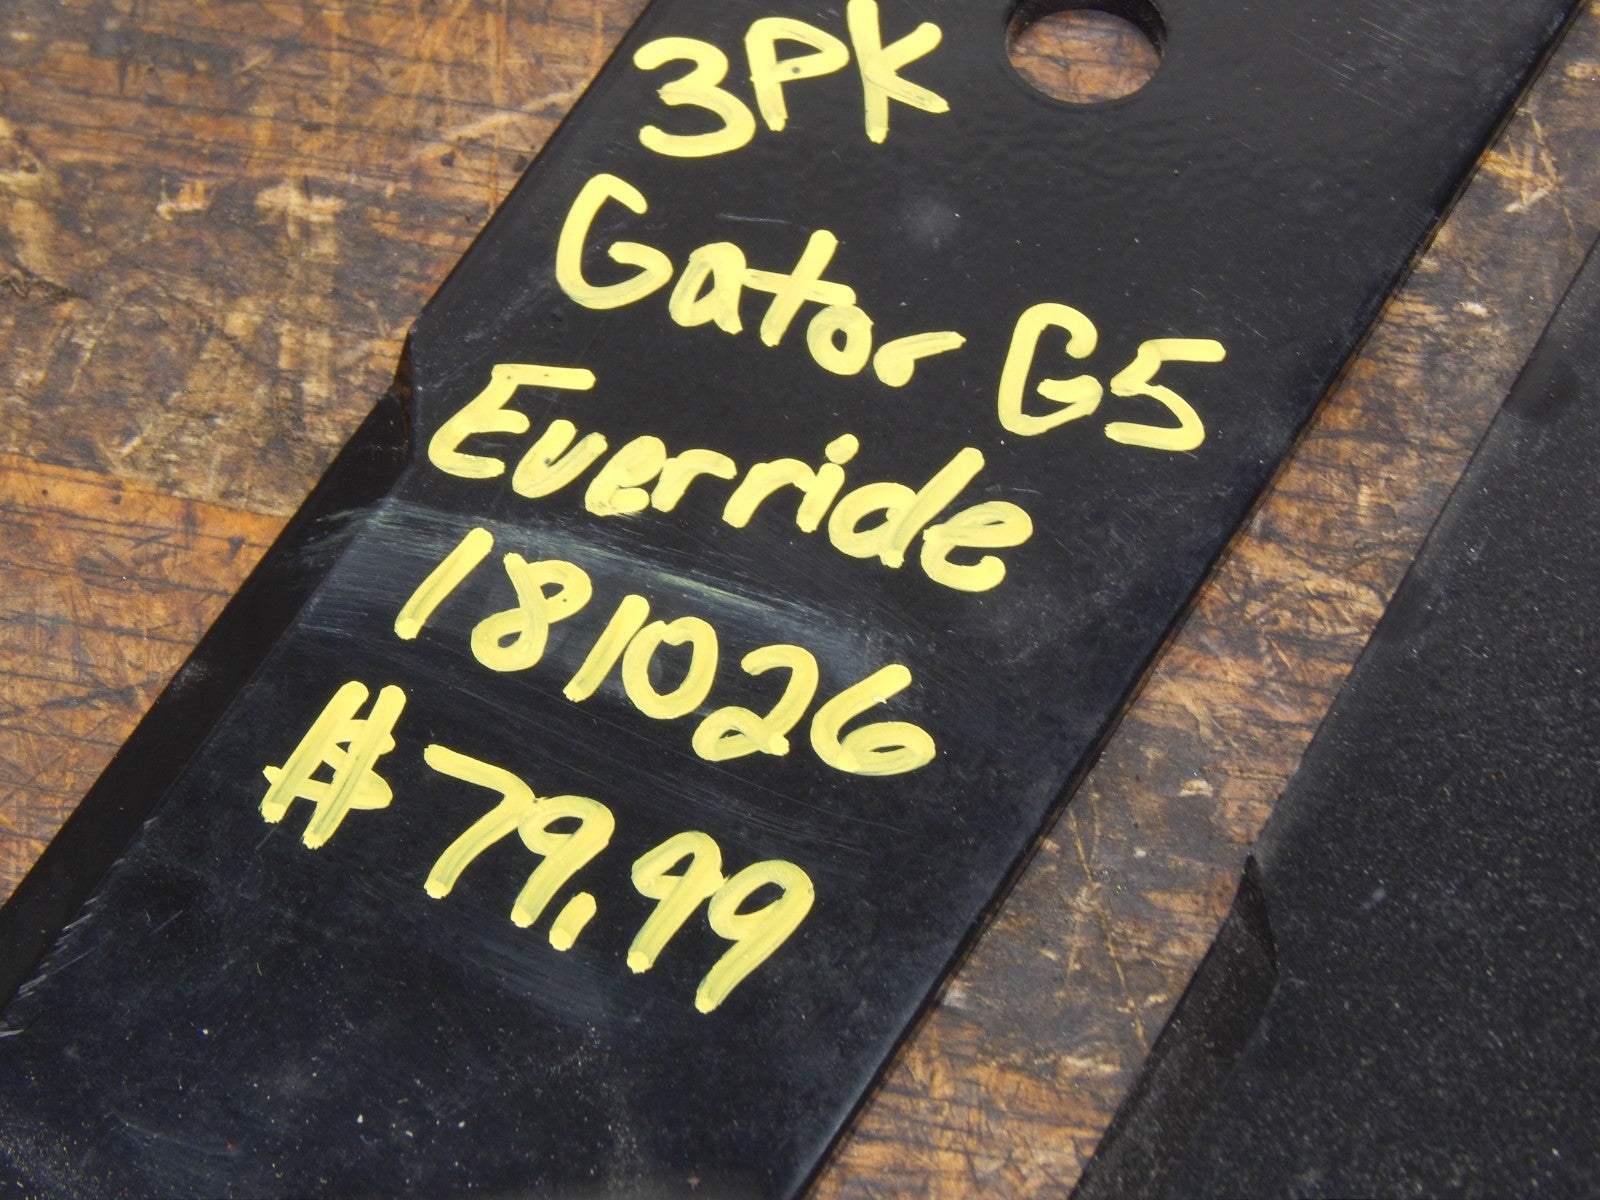 3PK
Gator G5
Everride
181026
#79.99